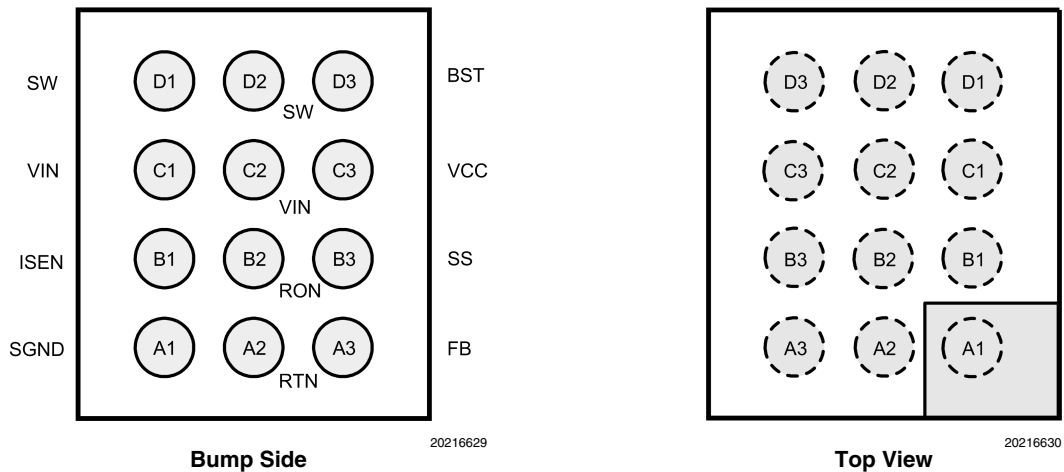 SW D1 D2 D3 BST
SW
VIN C1 C2 C3 VCC
VIN
ISEN B1 B2 B3 SS
RON
SGND A1 A2 A3 FB
RTN
20216629
Bump Side
D3 D2 D1
C3 C2 C1
B3 B2 B1
A3 A2 A1
20216630
Top View